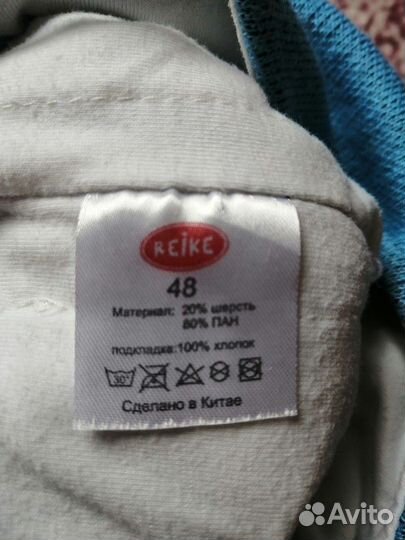 REIKE
48
Материал: 20% шерсть
80% ПАН
подкладка:100% хлопок
30°
Сделано в Китае
Avito